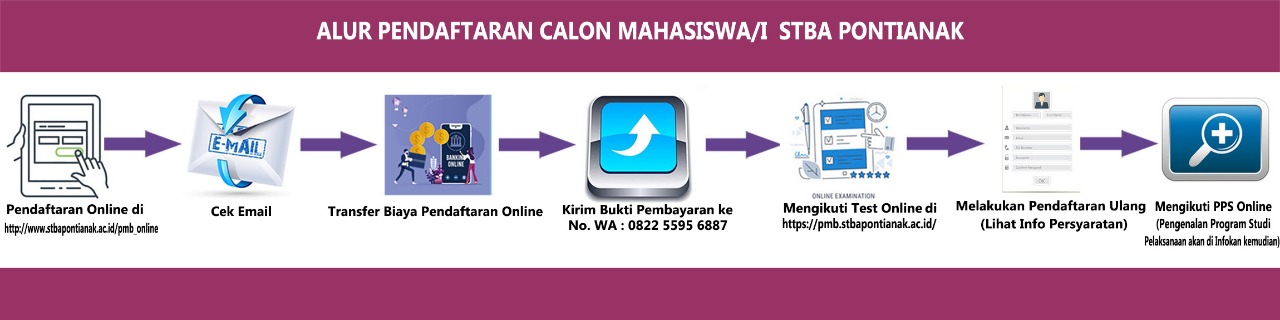 ALUR PENDAFTARAN CALON MAHASISWA/I STBA PONTIANAK
Pendaftaran Online di
http://www.stbapontianak.ac.id/pmb_online
E-MAIL
Cek Email
BANKING
ONLINE
Transfer Biaya Pendaftaran Online
Kirim Bukti Pembayaran ke
No. WA : 0822 5595 6887
ONLINE EXAMINATION
Mengikuti Test Online di
https://pmb.stbapontianak.ac.id/
OK
Melakukan Pendaftaran Ulang
(Lihat Info Persyaratan)
Mengikuti PPS Online
(Pengenalan Program Studi
Pelaksanaan akan di Infokan kemudian)